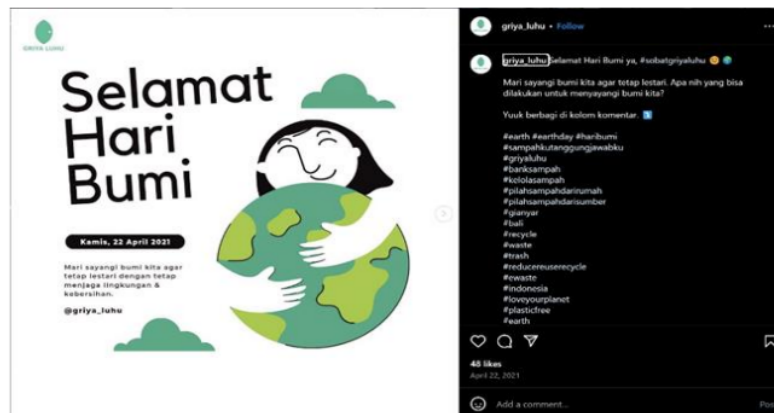 GRIYA LUHU
Selamat
Hari
Bumi
Kamis, 22 April 2021
Mari sayangi bumi kita agar
tetap lestari dengan tetap
menjaga lingkungan &
kebersihan.
@griya_luhu
griya_luhu • Follow
griya_luhu Selamat Hari Bumi ya, #sobatgriyaluhu
Mari sayangi bumi kita agar tetap lestari. Apa nih yang bisa
dilakukan untuk menyayangi bumi kita?
Yuuk berbagi di kolom komentar.
#earth #earthday #haribumi
#sampahkutanggungjawabku
#griyaluhu
#banksampah
#kelolasampah
#pilahsampahdarirumah
#pilahsampahdarisumber
#gianyar
#bali
#recycle
#waste
#trash
#reducereuserecycle
#ewaste
#indonesia
#loveyourplanet
#plasticfree
#earth
48 likes
April 22, 2021
Add a comment...
Pos